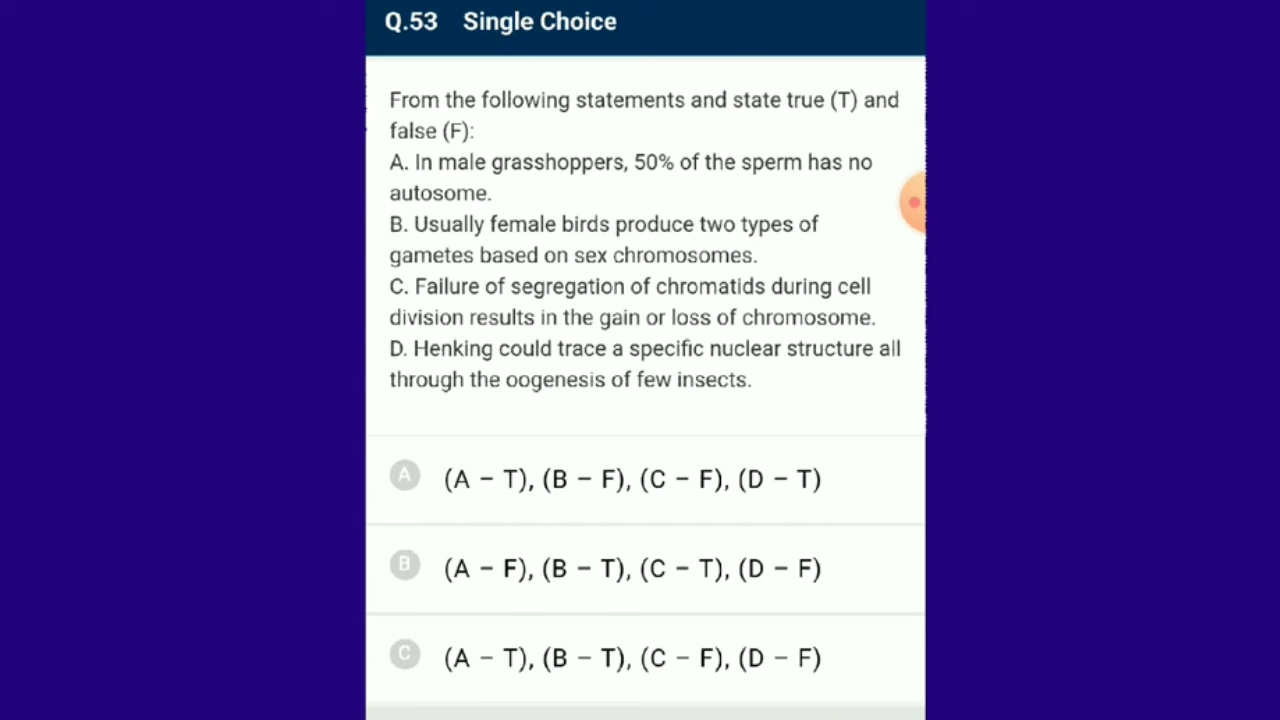 Q.53 Single Choice
From the following statements and state true (T) and
false (F):
A. In male grasshoppers, 50% of the sperm has no
autosome.
B. Usually female birds produce two types of
gametes based on sex chromosomes.
C. Failure of segregation of chromatids during cell
division results in the gain or loss of chromosome.
D. Henking could trace a specific nuclear structure all
through the oogenesis of few insects.
A (A – T), (B – F), (C – F), (D – T)
B (A – F), (B – T), (C – T), (D – F)
C (A – T), (B – T), (C – F), (D – F)